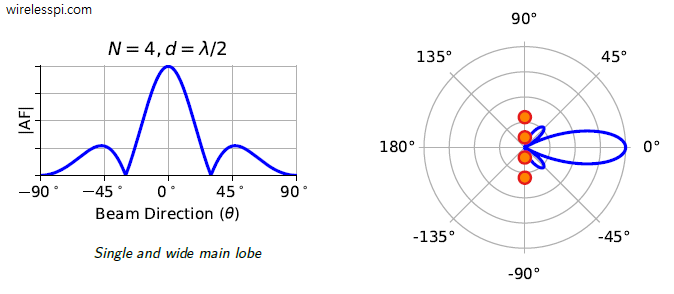 wirelesspi.com
N = 4, d = λ/2
|AF|
−90° −45° 0° 45° 90°
Beam Direction (θ)
Single and wide main lobe
90°
135° 45°
180° 0°
-135° -45°
-90°